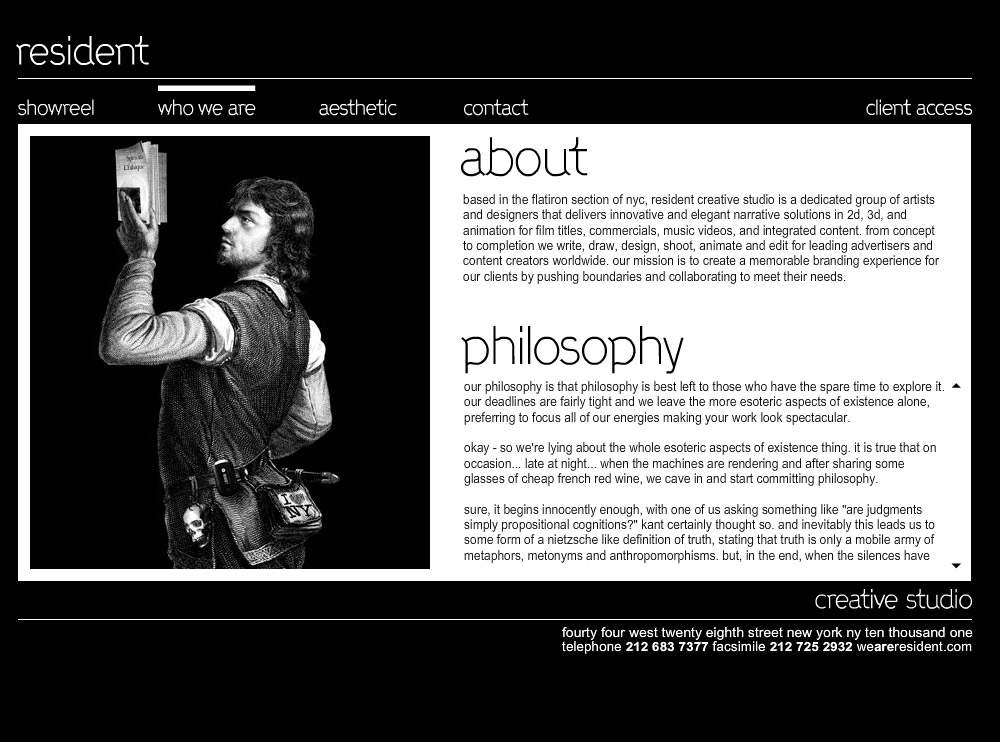 resident
showreel who we are aesthetic contact client access
about
based in the flatiron section of nyc, resident creative studio is a dedicated group of artists
and designers that delivers innovative and elegant narrative solutions in 2d, 3d, and
animation for film titles, commercials, music videos, and integrated content. from concept
to completion we write, draw, design, shoot, animate and edit for leading advertisers and
content creators worldwide. our mission is to create a memorable branding experience for
our clients by pushing boundaries and collaborating to meet their needs.
philosophy
our philosophy is that philosophy is best left to those who have the spare time to explore it.
our deadlines are fairly tight and we leave the more esoteric aspects of existence alone,
preferring to focus all of our energies making your work look spectacular.
okay - so we're lying about the whole esoteric aspects of existence thing. it is true that on
occasion... late at night... when the machines are rendering and after sharing some
glasses of cheap french red wine, we cave in and start committing philosophy.
sure, it begins innocently enough, with one of us asking something like "are judgments
simply propositional cognitions?" kant certainly thought so. and inevitably this leads us to
some form of a nietzsche like definition of truth, stating that truth is only a mobile army of
metaphors, metonyms and anthropomorphisms. but, in the end, when the silences have
I
NY
creative studio
fourty four west twenty eighth street new york ny ten thousand one
telephone 212 683 7377 facsimile 212 725 2932 weareresident.com